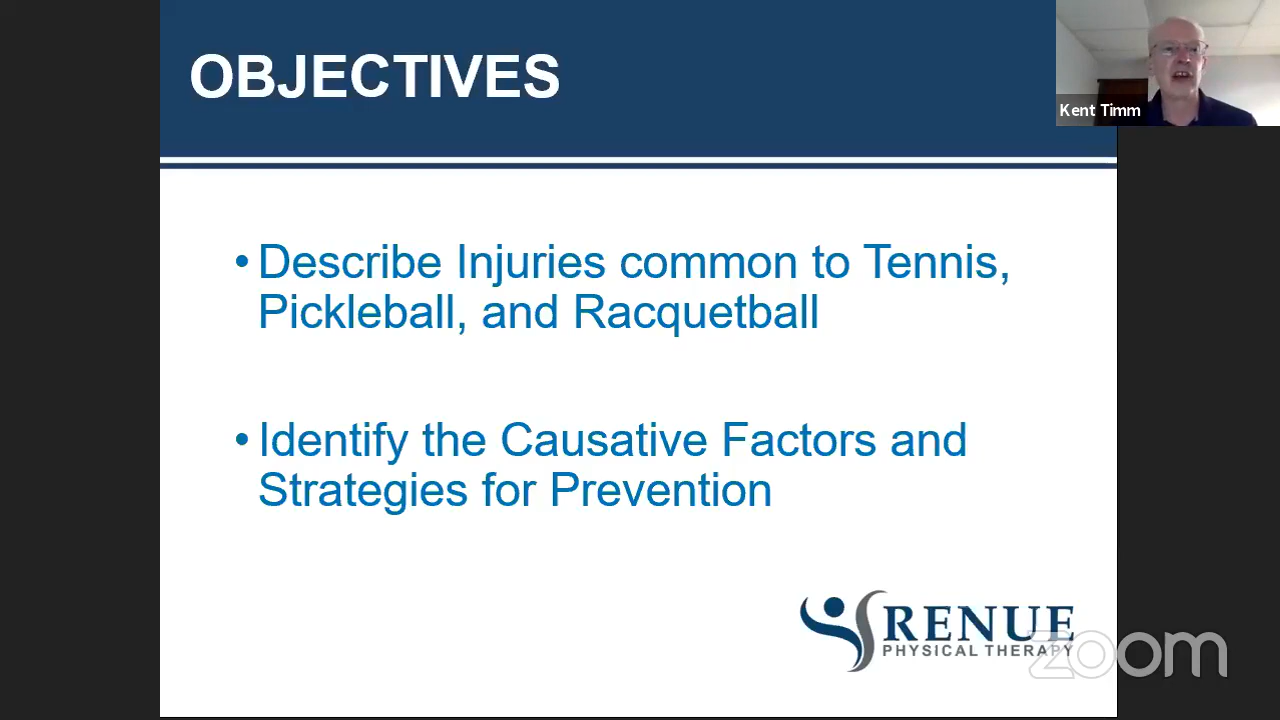 OBJECTIVES
Kent Timm
• Describe Injuries common to Tennis,
Pickleball, and Racquetball
• Identify the Causative Factors and
Strategies for Prevention
RENUE
PHYSICAL THERAPY
zoom